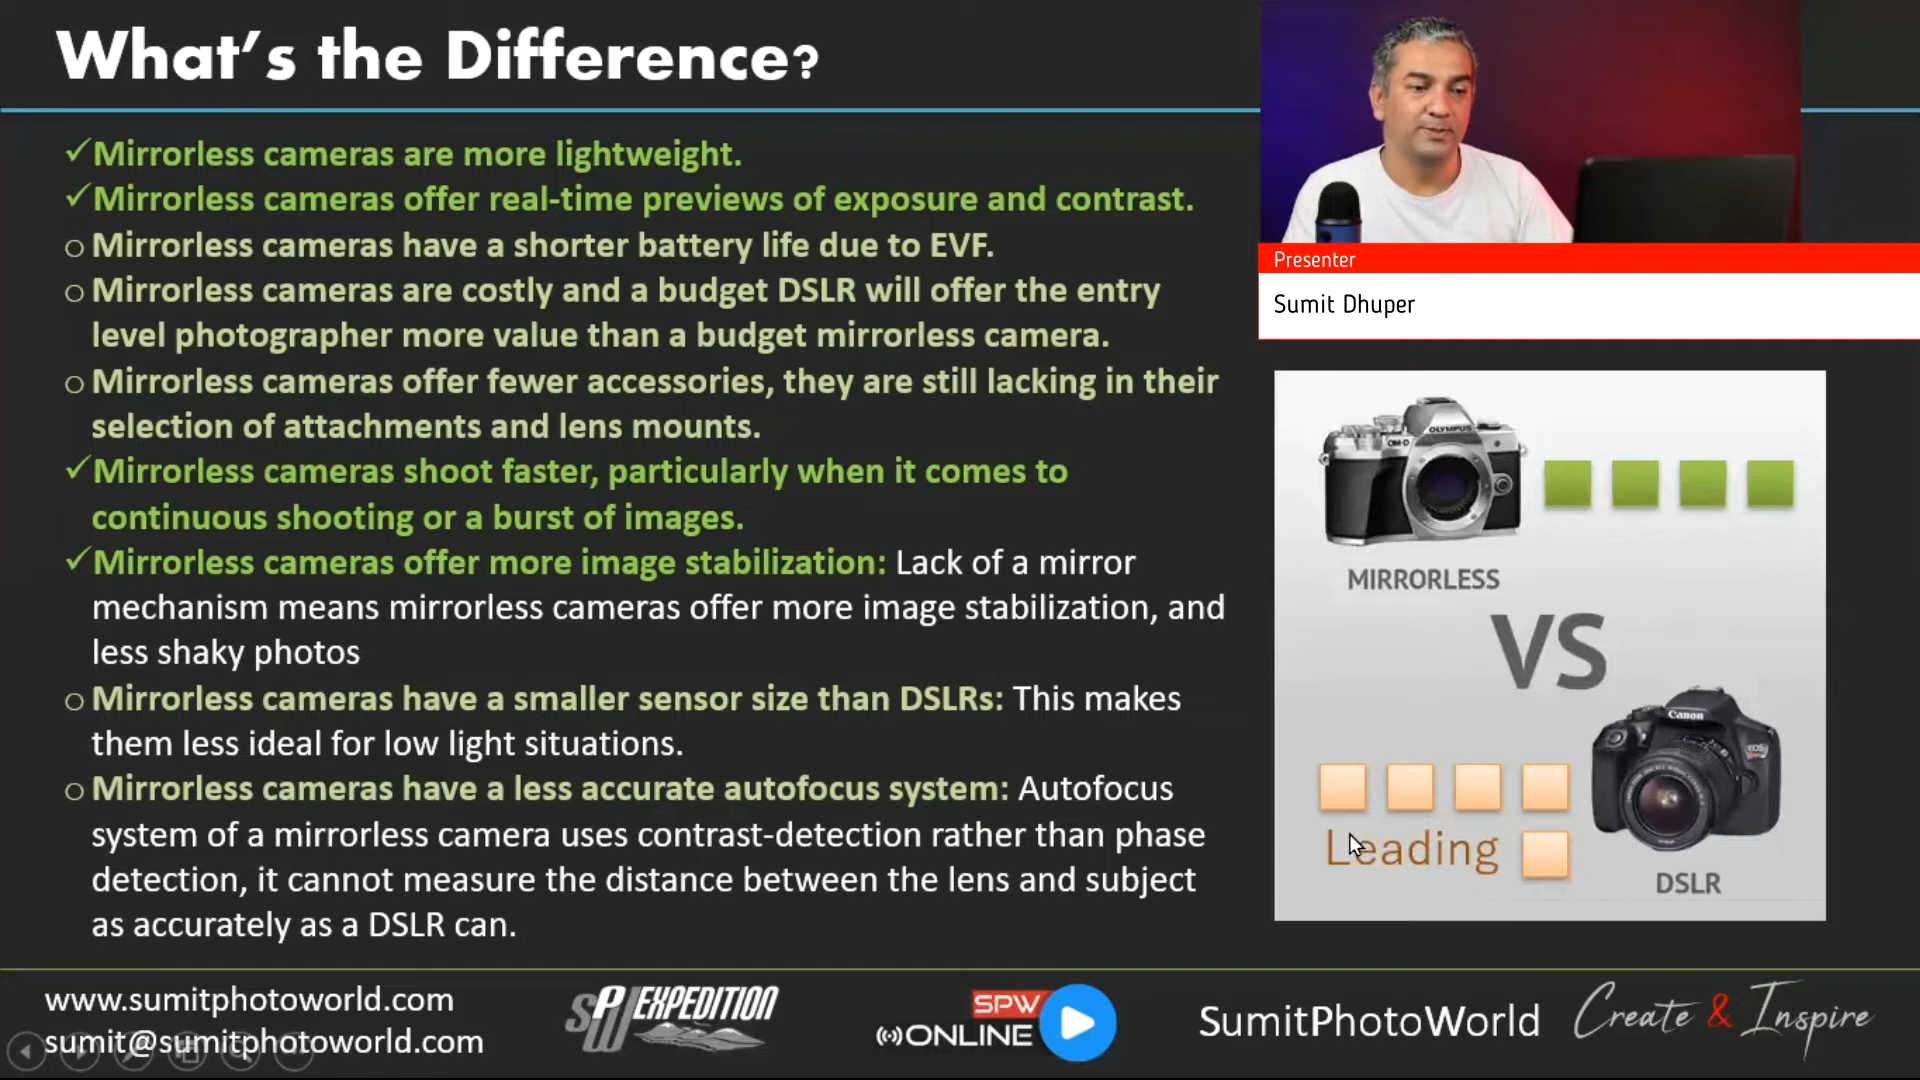 What's the Difference?
✓Mirrorless cameras are more lightweight.
✓Mirrorless cameras offer real-time previews of exposure and contrast.
o Mirrorless cameras have a shorter battery life due to EVF.
o Mirrorless cameras are costly and a budget DSLR will offer the entry
level photographer more value than a budget mirrorless camera.
o Mirrorless cameras offer fewer accessories, they are still lacking in their
selection of attachments and lens mounts.
✓Mirrorless cameras shoot faster, particularly when it comes to
continuous shooting or a burst of images.
✓Mirrorless cameras offer more image stabilization: Lack of a mirror
mechanism means mirrorless cameras offer more image stabilization, and
less shaky photos
o Mirrorless cameras have a smaller sensor size than DSLRs: This makes
them less ideal for low light situations.
o Mirrorless cameras have a less accurate autofocus system: Autofocus
system of a mirrorless camera uses contrast-detection rather than phase
detection, it cannot measure the distance between the lens and subject
as accurately as a DSLR can.
Presenter
Sumit Dhuper
OLYMPUS
OM-D
MIRRORLESS
VS
Canon
EOS
Leading
DSLR
www.sumitphotoworld.com
sumit@sumitphotoworld.com
SPW EXPEDITION
SPW
ONLINE
SumitPhotoWorld
Create & Inspire